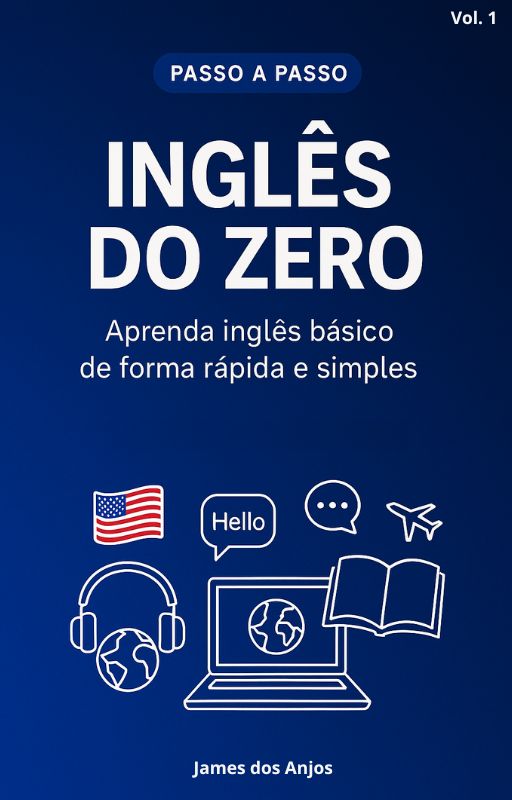 Vol. 1
PASSO A PASSO
INGLÊS
DO ZERO
Aprenda inglês básico
de forma rápida e simples
Hello
James dos Anjos